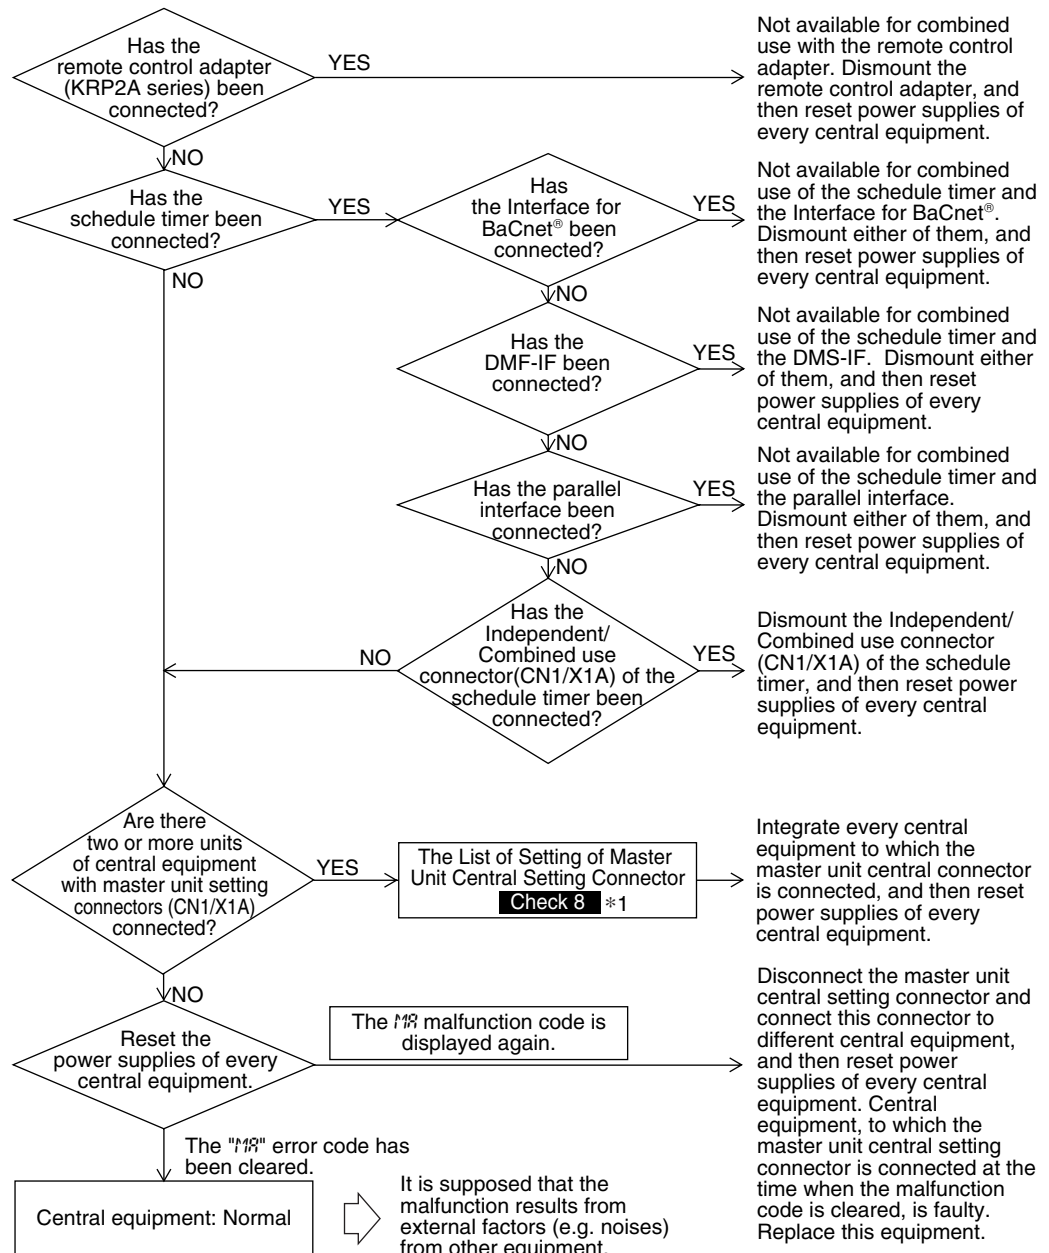 Has the
remote control adapter
(KRP2A series) been
connected?
YES
Not available for combined
use with the remote control
adapter. Dismount the
remote control adapter, and
then reset power supplies of
every central equipment.
NO
Has the
schedule timer been
connected?
YES
Has
the Interface for
BaCnet® been
connected?
YES
Not available for combined
use of the schedule timer and
the Interface for BaCnet®.
Dismount either of them, and
then reset power supplies of
every central equipment.
NO
NO
Has the
DMF-IF been
connected?
YES
Not available for combined
use of the schedule timer and
the DMS-IF. Dismount either
of them, and then reset
power supplies of every
central equipment.
NO
Has the parallel
interface been
connected?
YES
Not available for combined
use of the schedule timer and
the parallel interface.
Dismount either of them, and
then reset power supplies of
every central equipment.
NO
Has the
Independent/
Combined use
connector(CN1/X1A) of the
schedule timer been
connected?
NO
YES
Dismount the Independent/
Combined use connector
(CN1/X1A) of the schedule
timer, and then reset power
supplies of every central
equipment.
Are there
two or more units
of central equipment
with master unit setting
connectors (CN1/X1A)
connected?
YES
The List of Setting of Master
Unit Central Setting Connector
Check 8 *1
Integrate every central
equipment to which the
master unit central connector
is connected, and then reset
power supplies of every
central equipment.
NO
Reset the
power supplies of every
central equipment.
The MA malfunction code is
displayed again.
Disconnect the master unit
central setting connector and
connect this connector to
different central equipment,
and then reset power
supplies of every central
equipment. Central
equipment, to which the
master unit central setting
connector is connected at the
time when the malfunction
code is cleared, is faulty.
Replace this equipment.
The "MA" error code has
been cleared.
Central equipment: Normal
It is supposed that the
malfunction results from
external factors (e.g. noises)
from other equipment.